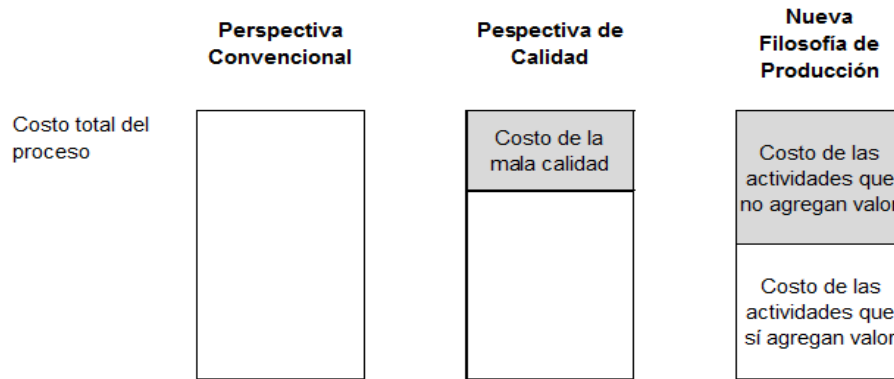 Perspectiva
Convencional
Pespectiva de
Calidad
Nueva
Filosofía de
Producción
Costo total del
proceso
Costo de la
mala calidad
Costo de las
actividades que
no agregan valor
Costo de las
actividades que
sí agregan valor